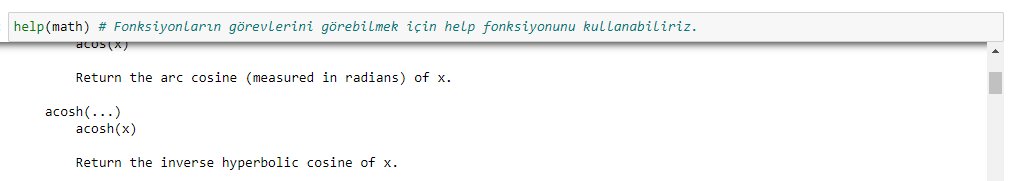 help(math) # Fonksiyonların görevlerini görebilmek için help fonksiyonunu kullanabiliriz.
acos(x)
Return the arc cosine (measured in radians) of x.
acosh(...)
acosh(x)
Return the inverse hyperbolic cosine of x.